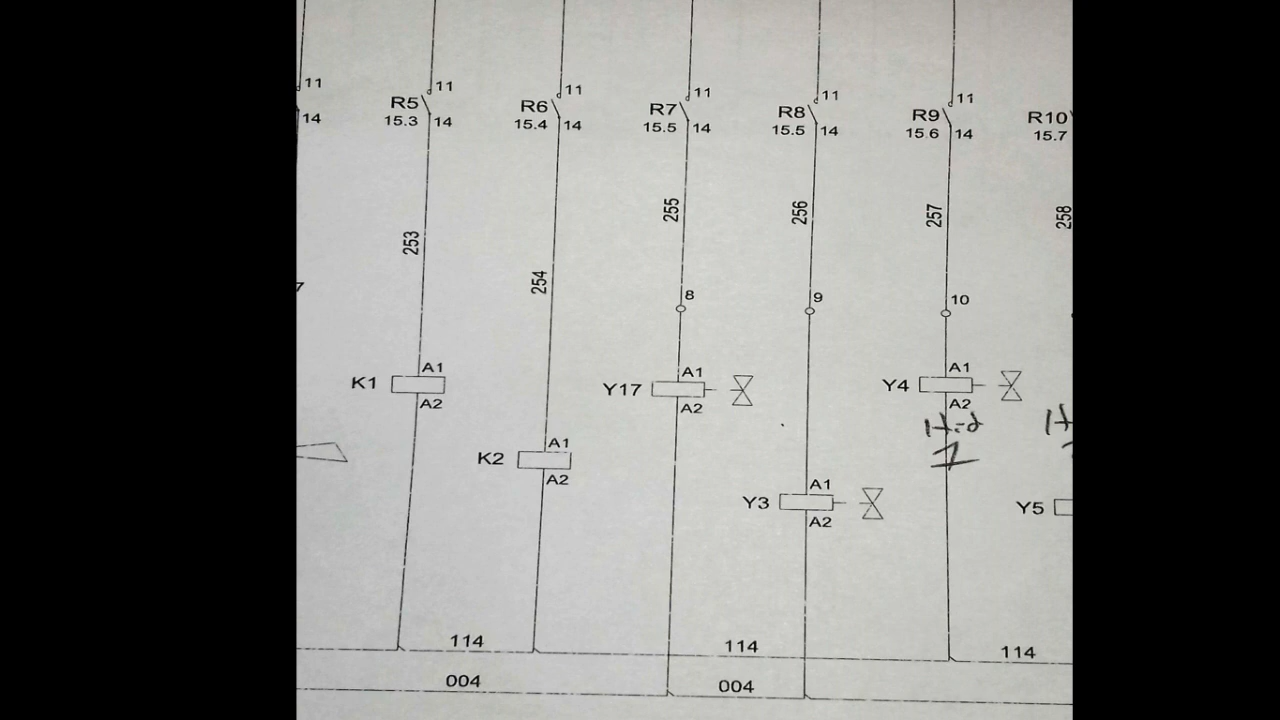 11 11 11 11 11 11
R5 R6 R7 R8 R9 R10
15.3 15.4 15.5 15.5 15.6 15.7
14 14 14 14 14 14
253 254 255 256 257 258
7
8 9 10
A1 A1 A1
K1 Y17 Y4
A2 A2 A2
A1
K2
A2
A1
Y3 Y5
A2
114 114 114
004 004